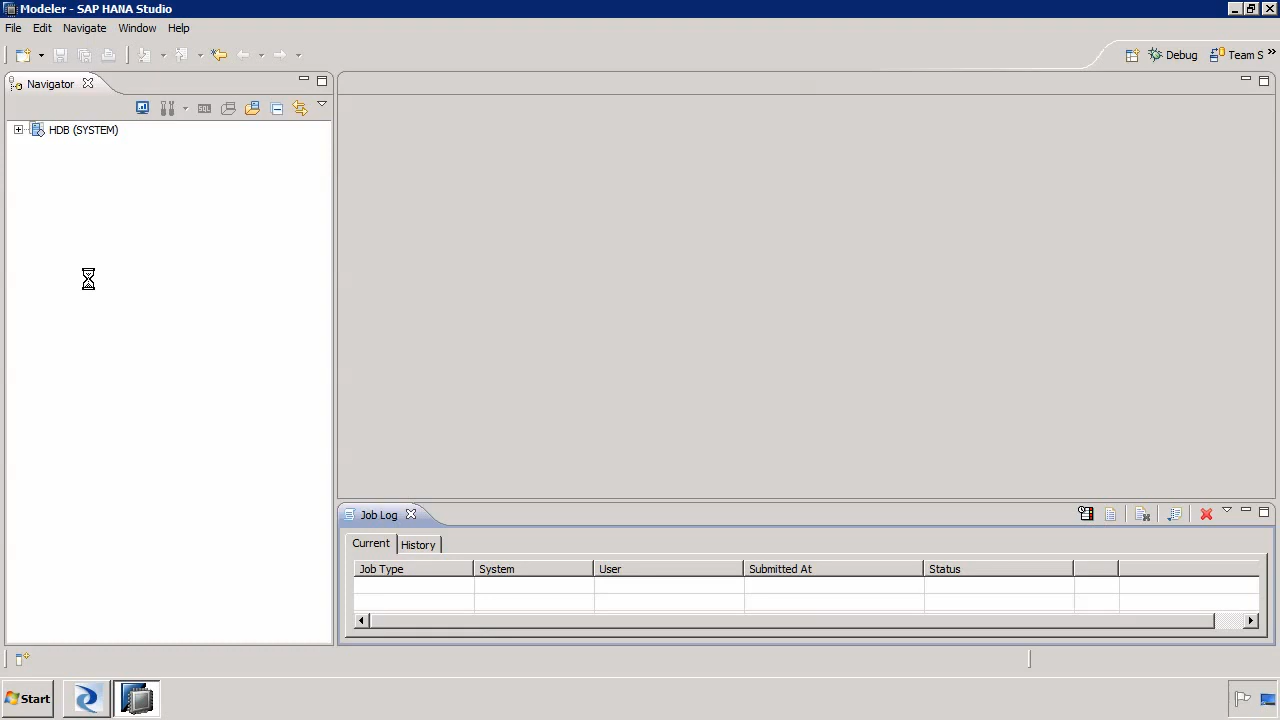 Modeler - SAP HANA Studio
File Edit Navigate Window Help
Debug Team S
Navigator
SQL
HDB (SYSTEM)
Job Log
Current History
Job Type System User Submitted At Status
Start